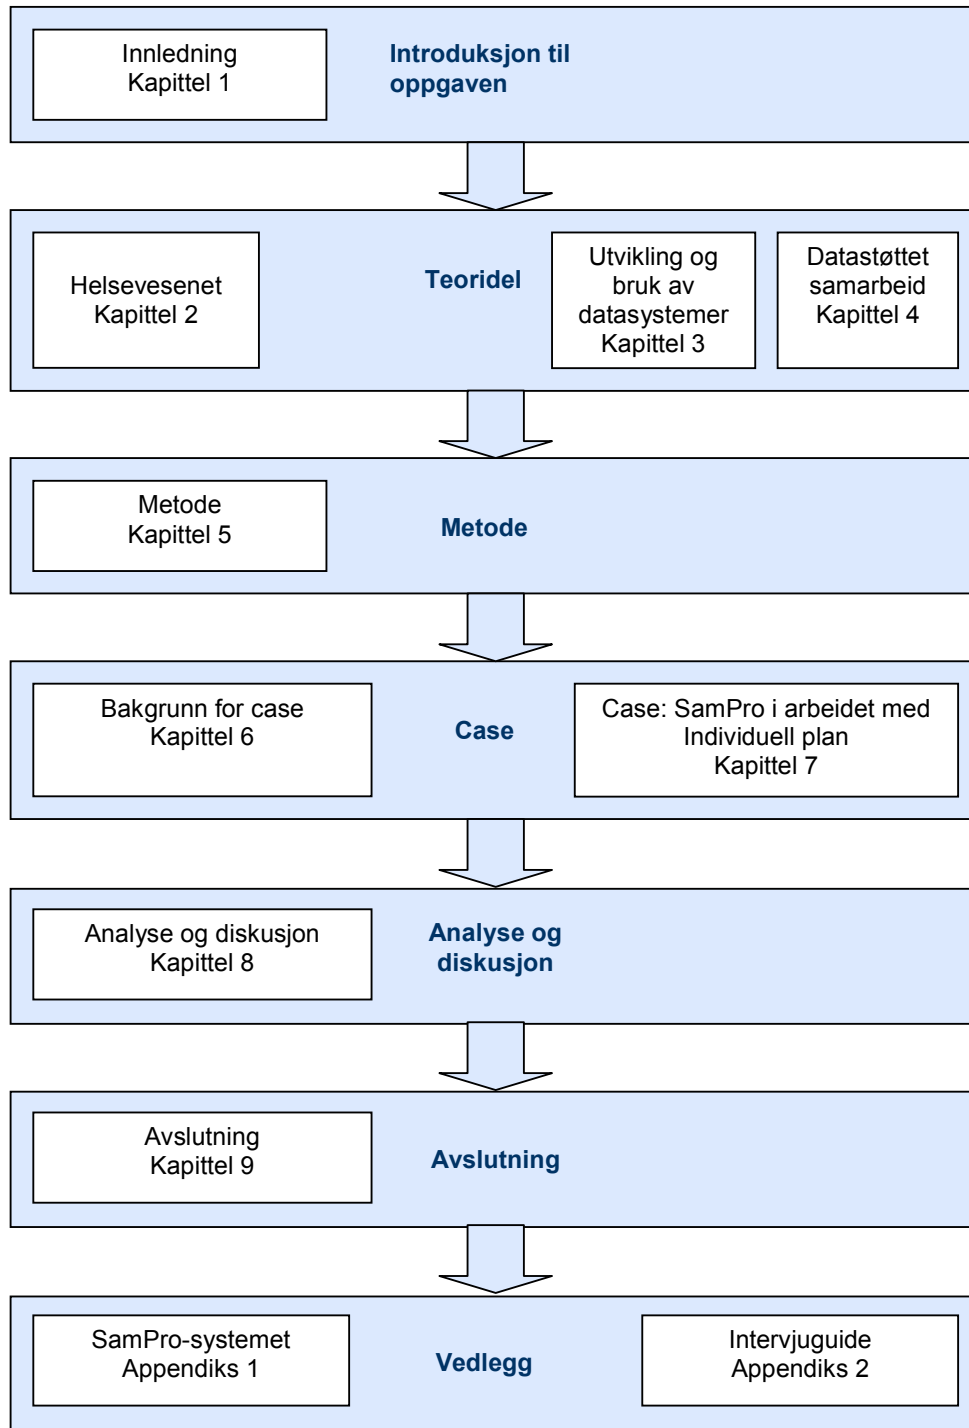 Innledning
Kapittel 1
Introduksjon til
oppgaven
Helsevesenet
Kapittel 2
Teoridel
Utvikling og
bruk av
datasystemer
Kapittel 3
Datastøttet
samarbeid
Kapittel 4
Metode
Kapittel 5
Metode
Bakgrunn for case
Kapittel 6
Case
Case: SamPro i arbeidet med
Individuell plan
Kapittel 7
Analyse og diskusjon
Kapittel 8
Analyse og
diskusjon
Avslutning
Kapittel 9
Avslutning
SamPro-systemet
Appendiks 1
Vedlegg
Intervjuguide
Appendiks 2